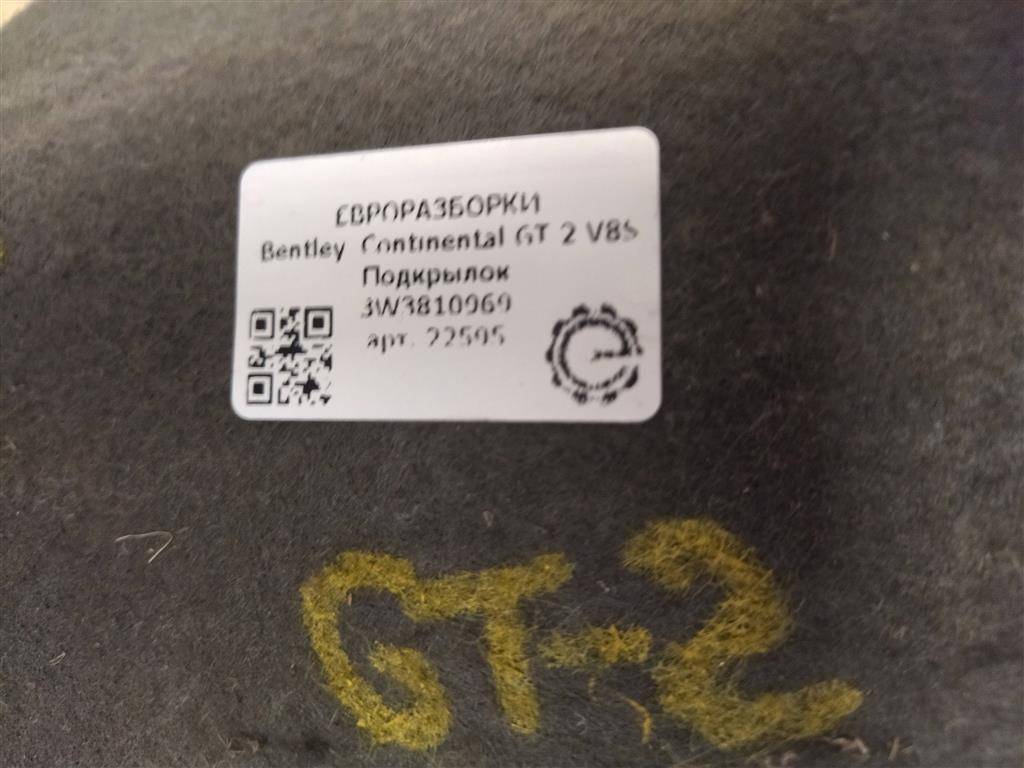 ЕВРОРАЗБОРКИ
Bentley Continental GT 2 V8S
Подкрылок
3W3810969
арт. 22595
GT-2